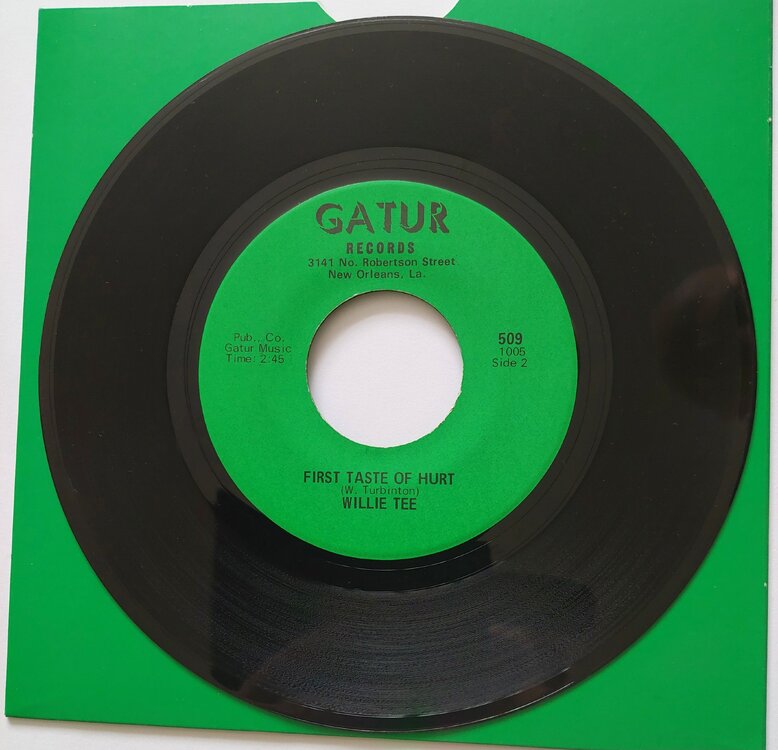 GATUR
RECORDS
3141 No. Robertson Street
New Orleans, La.
Pub., Co.
Gatur Music
Time: 2:45
509
1005
Side 2
FIRST TASTE OF HURT
(W. Turbinton)
WILLIE TEE